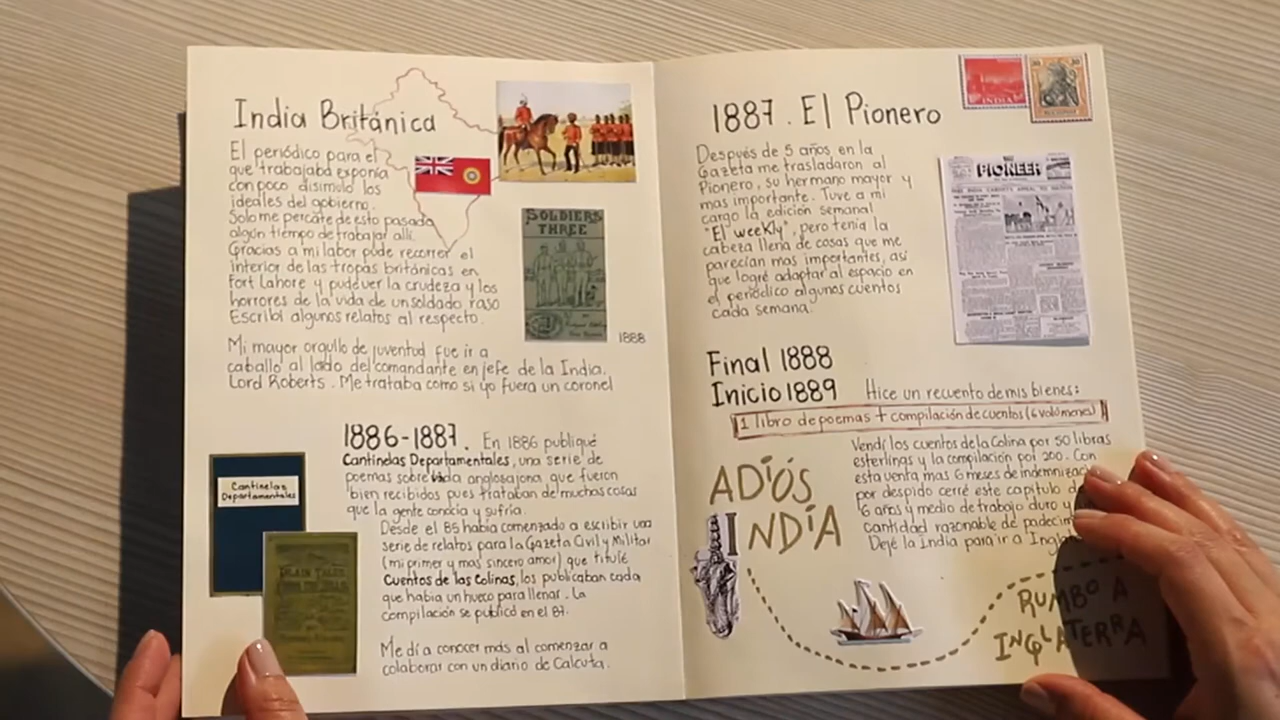 India Británica
El periódico para el
que trabajaba exponía
con poco disimulo los
ideales del gobierno.
Solo me percaté de esto pasado
algún tiempo de trabajar allí.
Gracias a mi labor pude recorrer el
interior de las tropas británicas en
Fort Lahore y pude ver la crudeza y los
horrores de la vida de un soldado raso
Escribí algunos relatos al respecto.
SOLDIERS
THREE
1888
Mi mayor orgullo de juventud fue ir a
caballo al lado del comandante en jefe de la India.
Lord Roberts. Me trataba como si yo fuera un coronel
1886-1887. En 1886 publiqué
Cantinelas Departamentales, una serie de
poemas sobre vida anglosajona que fueron
bien recibidos pues trataban de muchas cosas
que la gente conocía y sufría.
Cantinelas
Departamentales
Desde el 85 había comenzado a escribir una
serie de relatos para la Gazeta Civil y Militar
(mi primer y mas sincero amor) que titulé
Cuentos de las Colinas, los publicaban cada
que había un hueco para llenar. La
compilación se publicó en el 87.
PLAIN TALES
FROM THE HILLS
Me día conocer más al comenzar a
colaborar con un diario de Calcuta.
1887. El Pionero
INDIA
30 30
Después de 5 años, en la
Gazeta me trasladaron al
Pionero, su hermano mayor y
mas importante. Tuve a mi
cargo la edición semanal
"El weekly", pero tenía la
cabeza llena de cosas que me
parecían mas importantes, así
que logré adaptar al espacio en
el periódico algunos cuentos
cada semana.
PIONEER
Final 1888
Inicio 1889 Hice un recuento de mis bienes:
1 libro de poemas + compilación de cuentos (6 volúmenes)
Vendí los cuentos de la Colina por 50 libras
esterlinas y la compilación por 200. Con
esta venta mas 6 meses de
por despido cerré este capítulo de
6 años y medio de trabajo duro y
cantidad razonable de
Dejé la India para ir a
ADIÓS
INDIA
RUMBO A
INGLATERRA